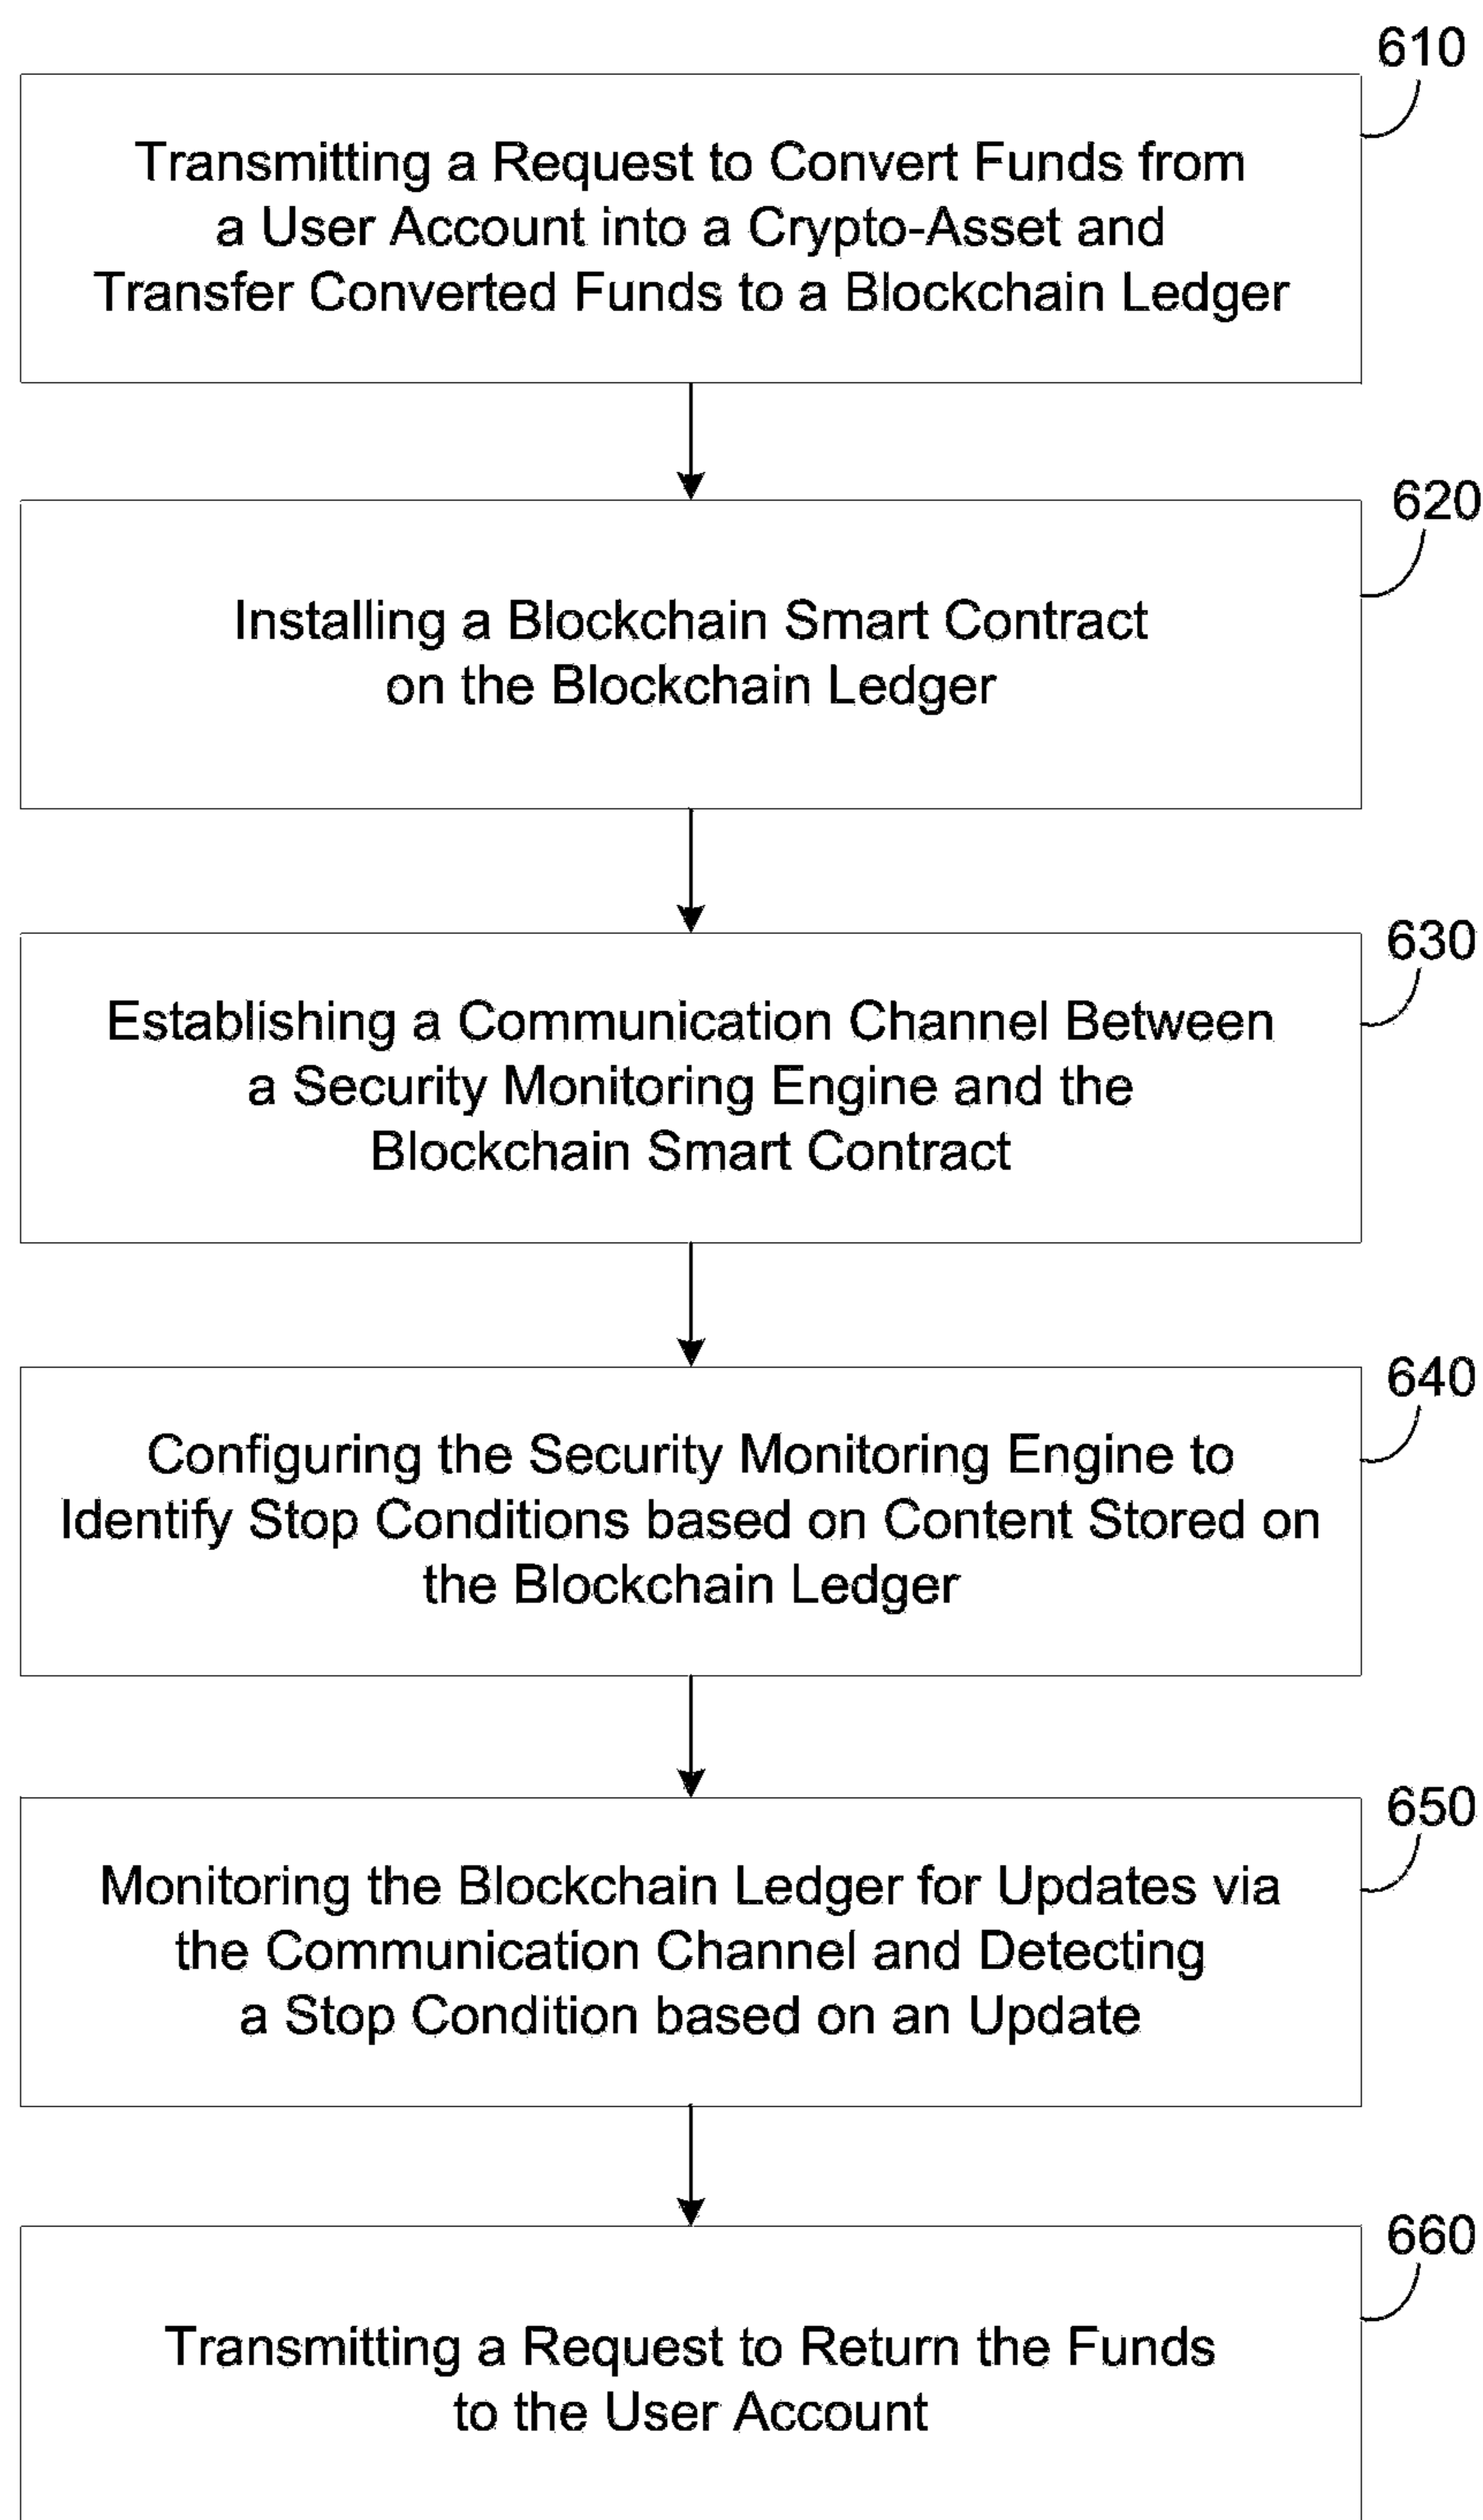 610
Transmitting a Request to Convert Funds from
a User Account into a Crypto-Asset and
Transfer Converted Funds to a Blockchain Ledger
620
Installing a Blockchain Smart Contract
on the Blockchain Ledger
630
Establishing a Communication Channel Between
a Security Monitoring Engine and the
Blockchain Smart Contract
640
Configuring the Security Monitoring Engine to
Identify Stop Conditions based on Content Stored on
the Blockchain Ledger
650
Monitoring the Blockchain Ledger for Updates via
the Communication Channel and Detecting
a Stop Condition based on an Update
660
Transmitting a Request to Return the Funds
to the User Account